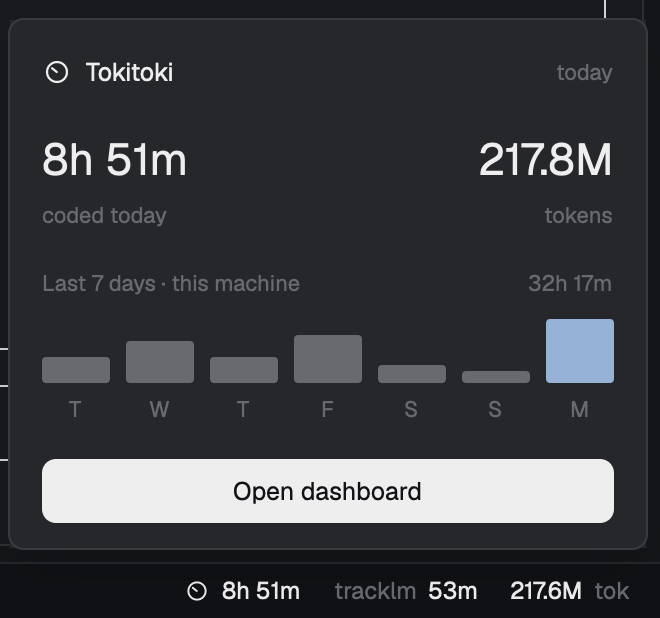 Tokitoki today
8h 51m 217.8M
coded today tokens
Last 7 days · this machine 32h 17m
T W T F S S M
Open dashboard
8h 51m tracklm 53m 217.6M tok